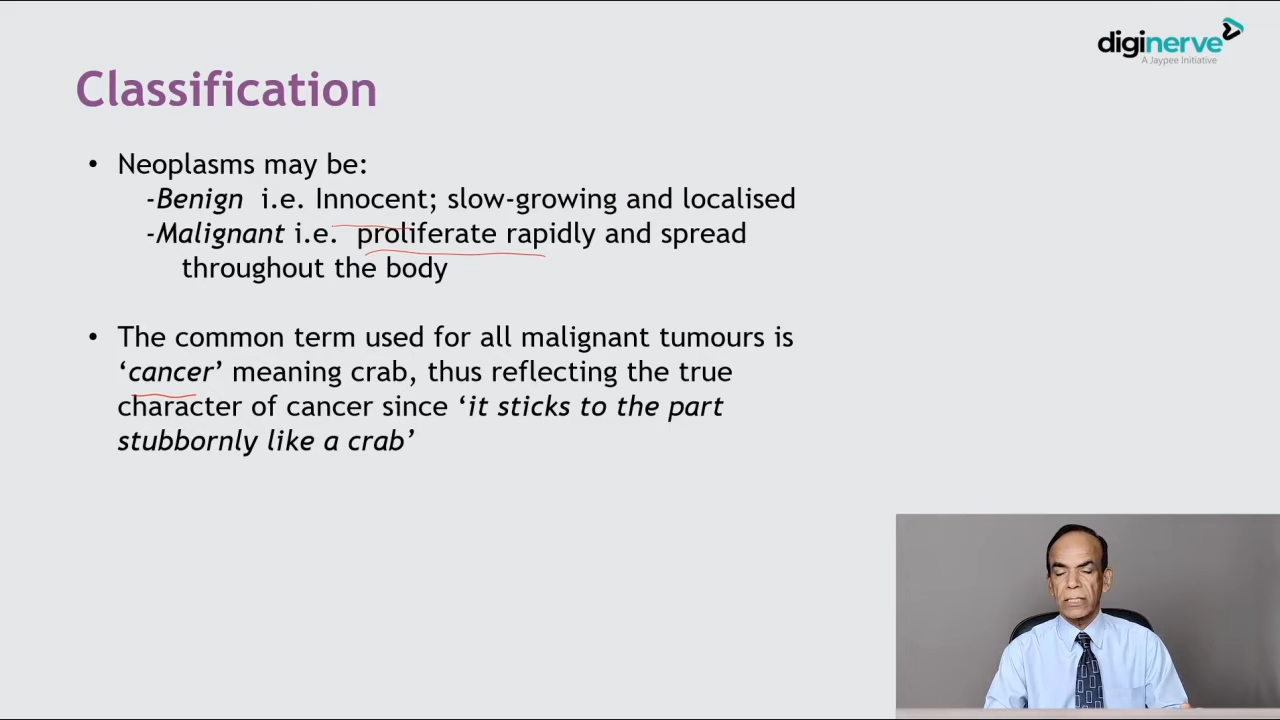 diginerve
A Jaypee Initiative
Classification
• Neoplasms may be:
-Benign i.e. Innocent; slow-growing and localised
-Malignant i.e. proliferate rapidly and spread
throughout the body
• The common term used for all malignant tumours is
‘cancer’ meaning crab, thus reflecting the true
character of cancer since ‘it sticks to the part
stubbornly like a crab’